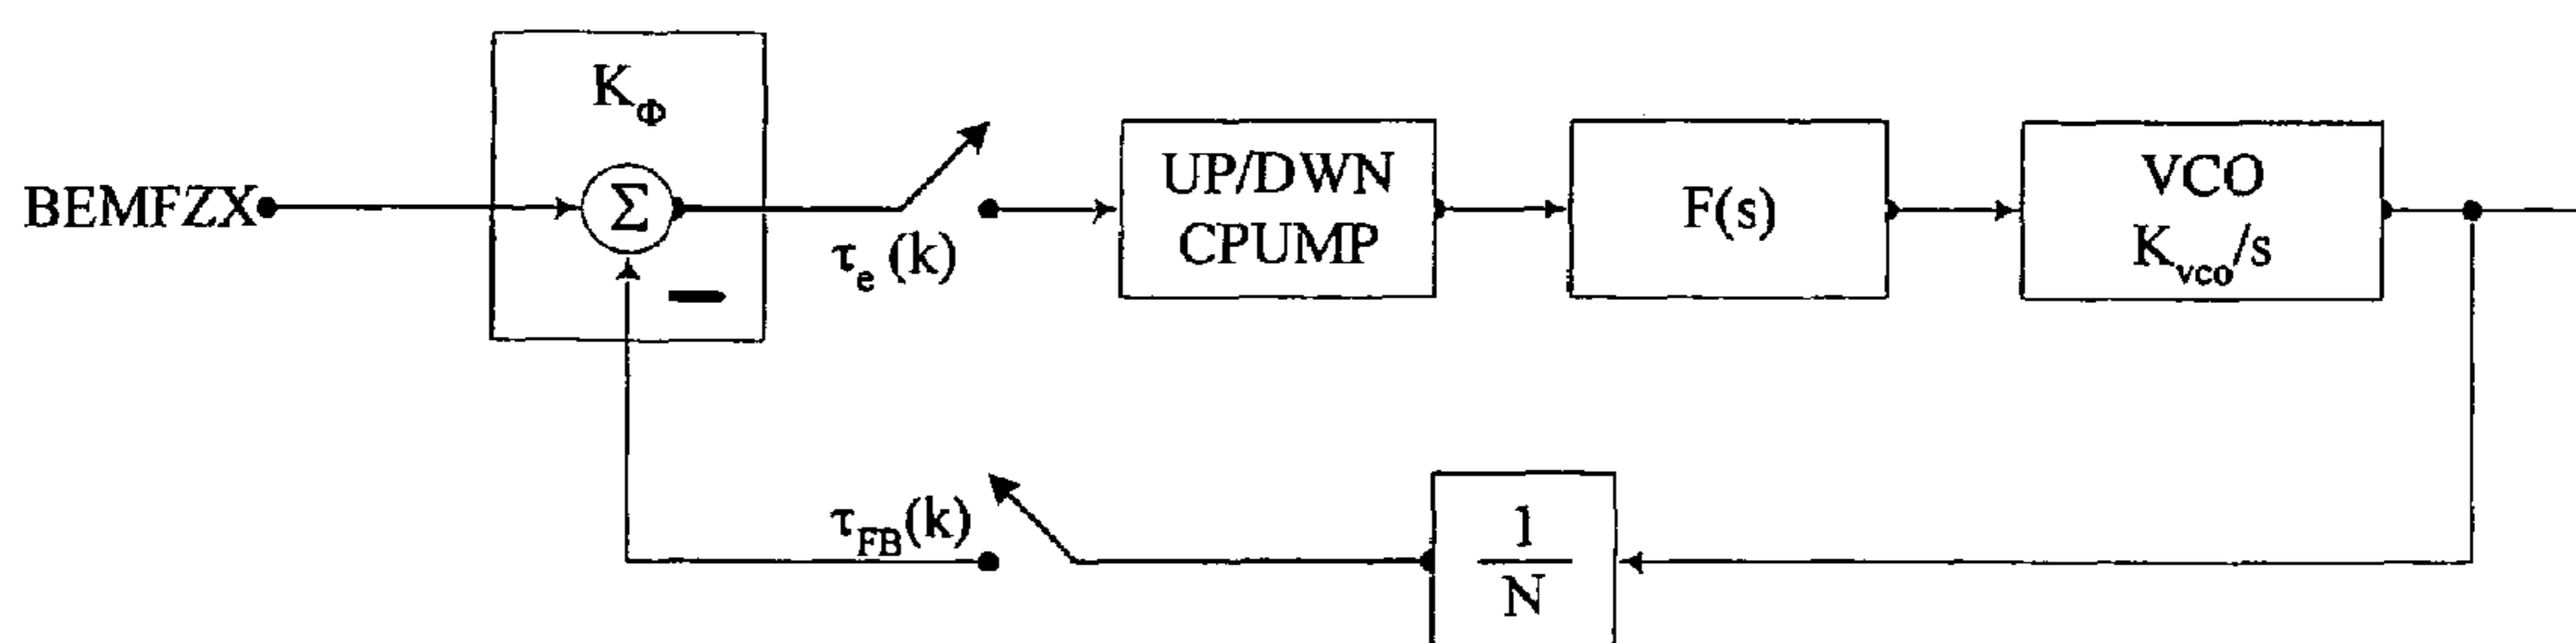 K_Φ
BEMFZX
Σ
τ_e(k)
UP/DWN
CPUMP
F(s)
VCO
K_vco/s
−
τ_FB(k)
1
N